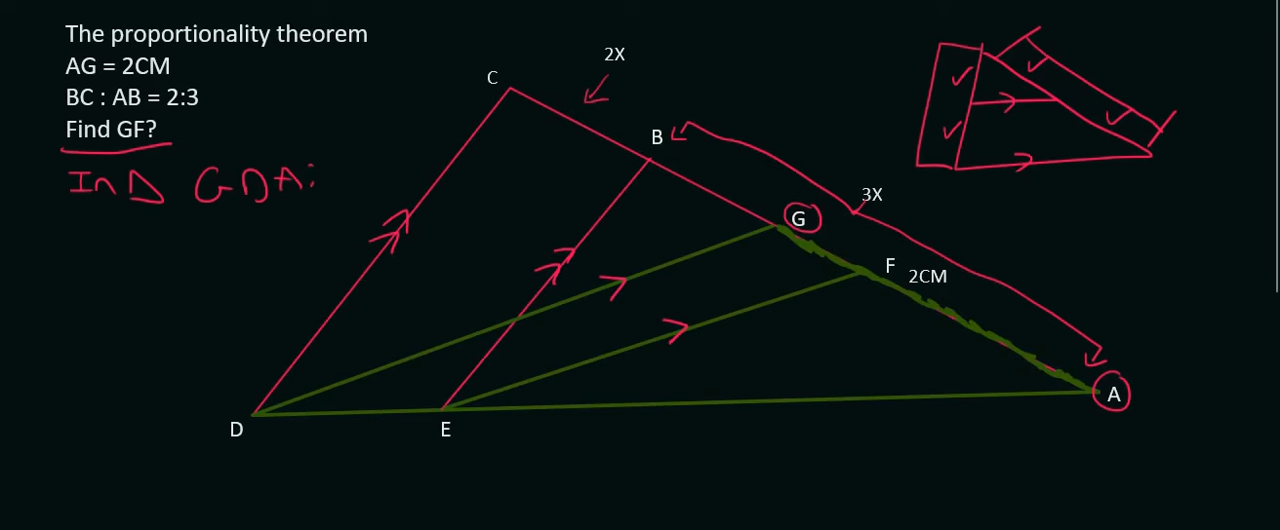 The proportionality theorem
AG = 2CM
BC : AB = 2:3
Find GF?
In Δ GDA:
2X
C
B
3X
G
F
2CM
A
D
E